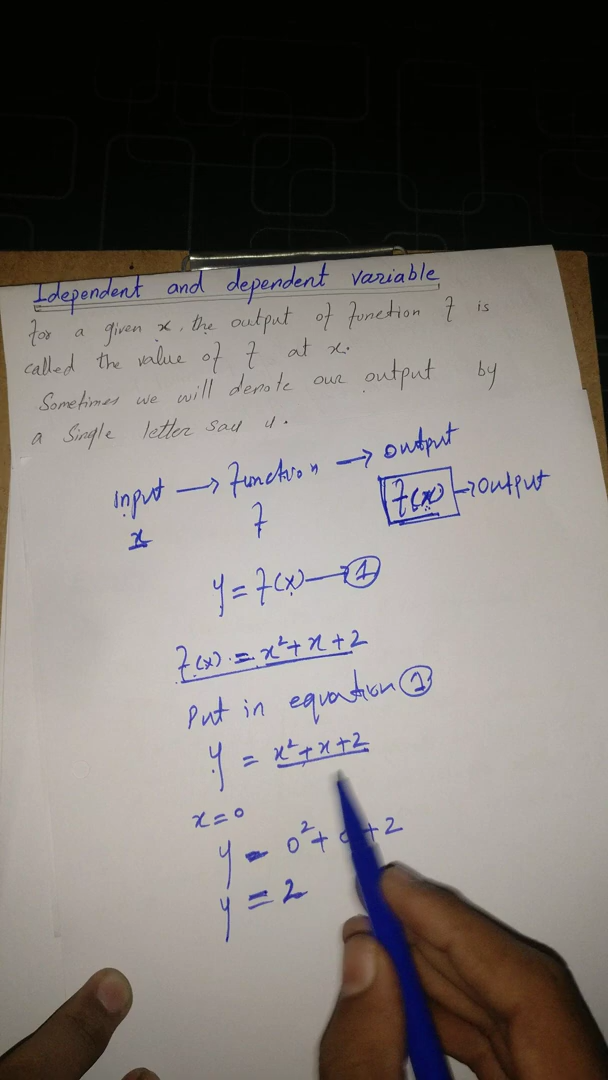 Idependent and dependent variable
For a given x, the output of function f is
called the value of f at x.
Sometimes we will denote our output by
a single letter say y.
input → Function → output
x f f(x) → output
y = f(x) — 1
f(x) = x² + x + 2
Put in equation 1
y = x² + x + 2
x = 0
y = 0² + 0 + 2
y = 2